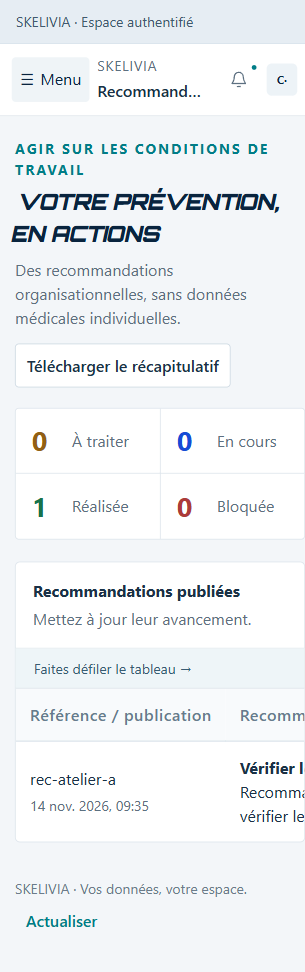 SKELIVIA · Espace authentifié
☰ Menu
SKELIVIA
Recommand...
C·
AGIR SUR LES CONDITIONS DE
TRAVAIL
VOTRE PRÉVENTION,
EN ACTIONS
Des recommandations
organisationnelles, sans données
médicales individuelles.
Télécharger le récapitulatif
0 À traiter
0 En cours
1 Réalisée
0 Bloquée
Recommandations publiées
Mettez à jour leur avancement.
Faites défiler le tableau →
Référence / publication
rec-atelier-a
Vérifier
14 nov. 2026, 09:35
vérifier
SKELIVIA · Vos données, votre espace.
Actualiser